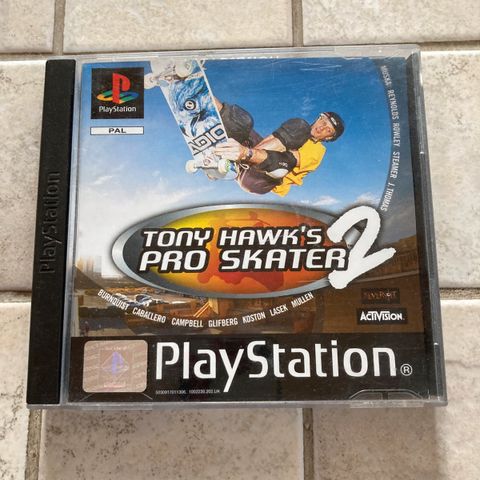 PlayStation
PlayStation
PAL
ADIO
MUSKA REYNOLDS ROWLEY STEAMER J. THOMAS
TONY HAWK'S
PRO SKATER 2
BURNQUIST CABALLERO CAMPBELL GLIFBERG KOSTON LASEK MULLEN
ACTIVISION
PlayStation®